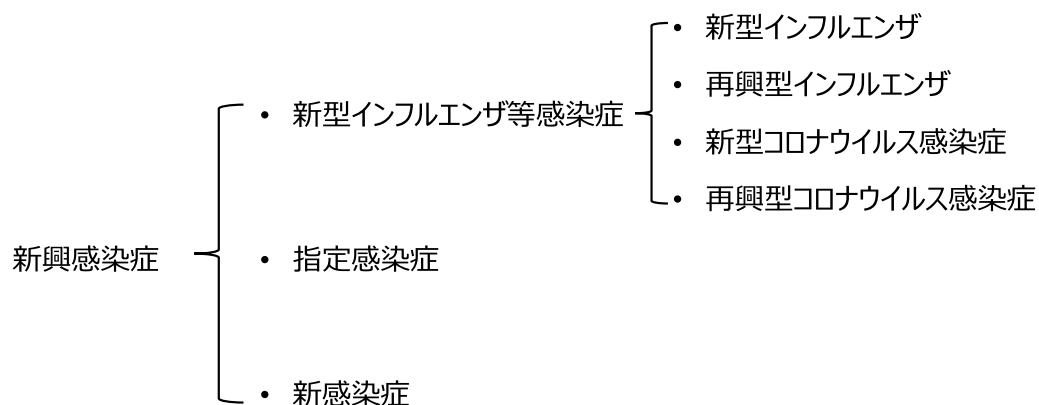 • 新型インフルエンザ
• 再興型インフルエンザ
• 新型インフルエンザ等感染症
• 新型コロナウイルス感染症
• 再興型コロナウイルス感染症
新興感染症
• 指定感染症
• 新感染症